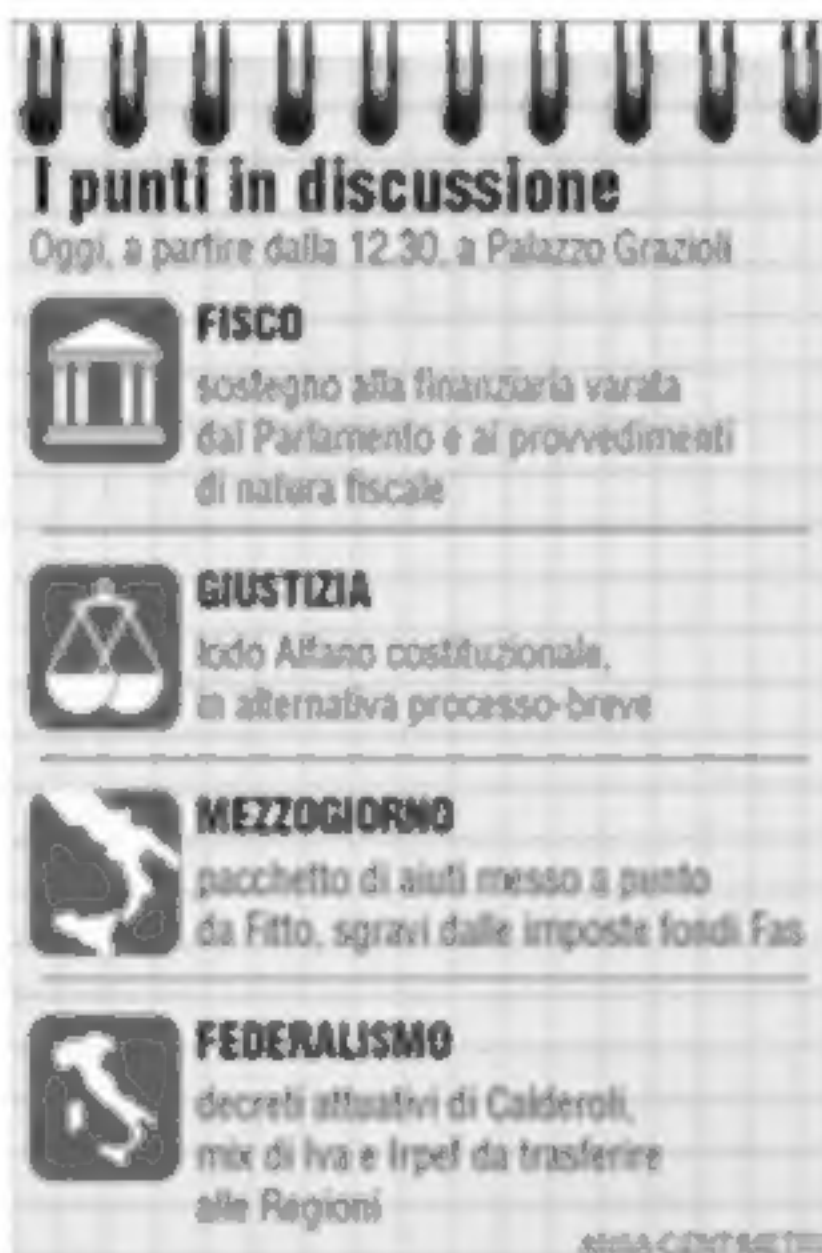 I punti in discussione
Oggi, a partire dalla 12.30, a Palazzo Grazioli
FISCO
sostegno alla finanziaria varata
dal Parlamento e ai provvedimenti
di natura fiscale
GIUSTIZIA
lodo Alfano costituzionale,
in alternativa processo-breve
MEZZOGIORNO
pacchetto di aiuti messo a punto
da Fitto, sgravi dalle imposte fondi Fas
FEDERALISMO
decreti attuativi di Calderoli,
mix di Iva e Irpef da trasferire
alle Regioni